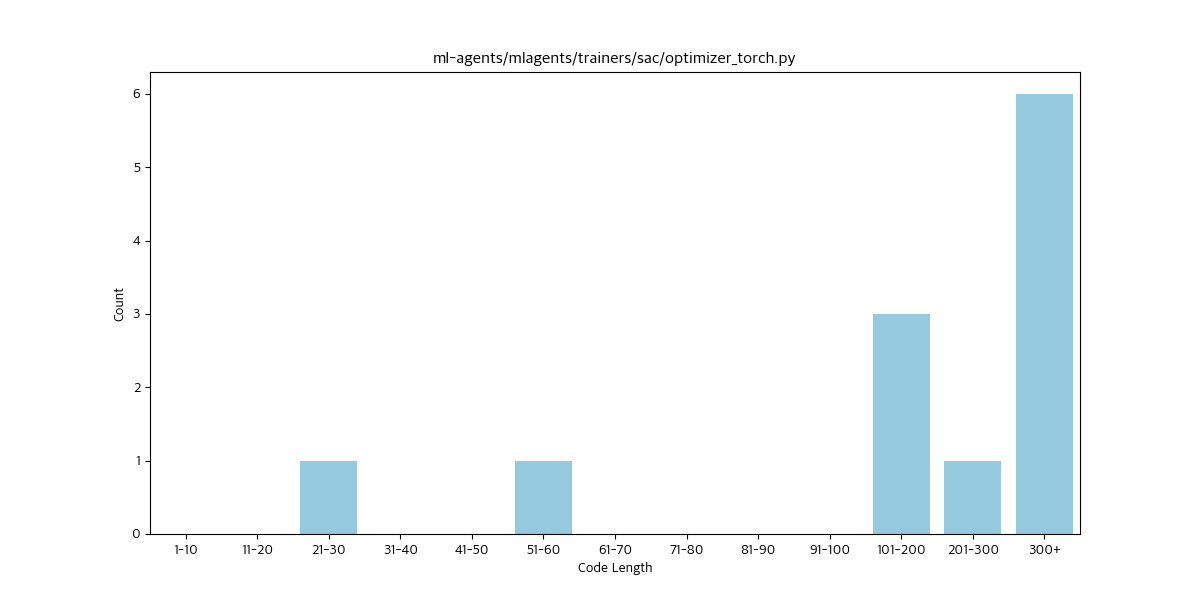 ml-agents/mlagents/trainers/sac/optimizer_torch.py
6
5
4
3
2
1
0
Count
1-10 11-20 21-30 31-40 41-50 51-60 61-70 71-80 81-90 91-100 101-200 201-300 300+
Code Length